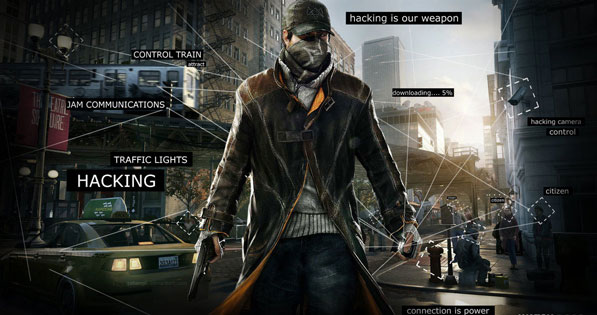 hacking is our weapon
CONTROL TRAIN
attract
downloading.... 5%
JAM COMMUNICATIONS
hacking camera
control
TRAFFIC LIGHTS
HACKING
citizen
citizen
connection is power